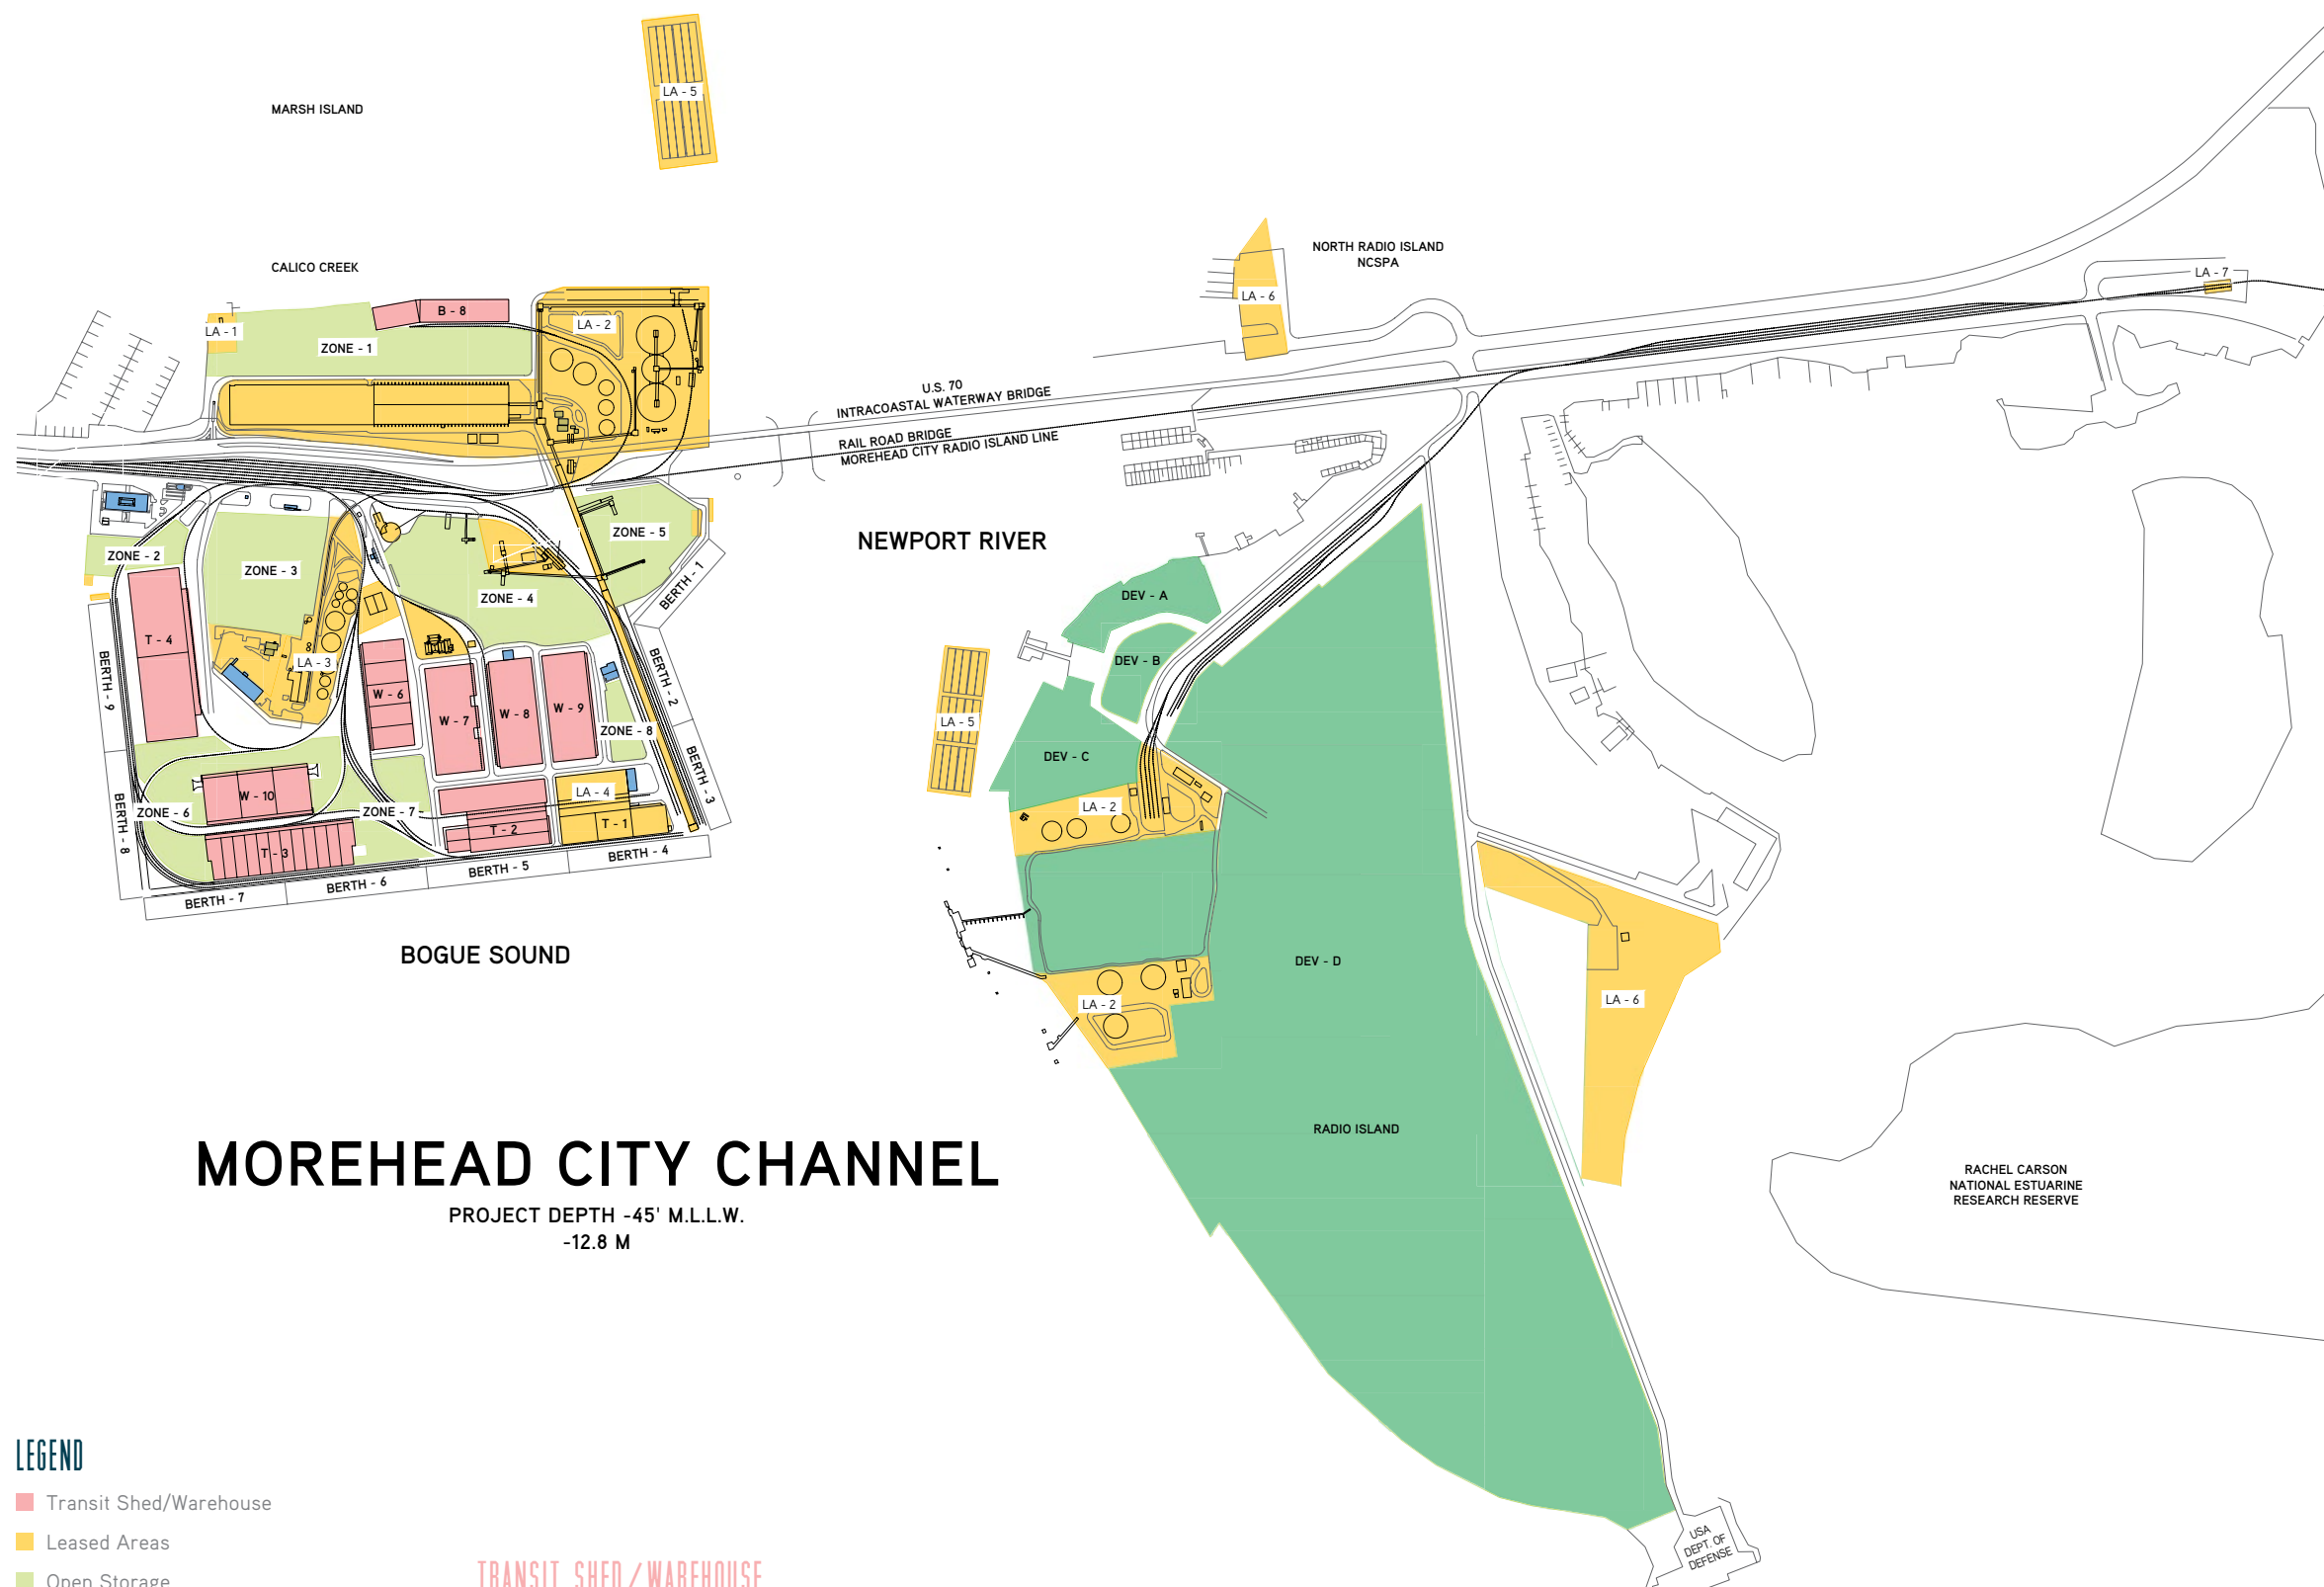 LA - 5
MARSH ISLAND
CALICO CREEK
NORTH RADIO ISLAND
NCSPA
LA - 7
LA - 6
B - 8
LA - 1
LA - 2
ZONE - 1
U.S. 70
INTRACOASTAL WATERWAY BRIDGE
RAIL ROAD BRIDGE
MOREHEAD CITY RADIO ISLAND LINE
ZONE - 5
NEWPORT RIVER
ZONE - 2
ZONE - 3
ZONE - 4
BERTH - 1
DEV - A
T - 4
LA - 3
DEV - B
BERTH - 9
W - 6
W - 7
W - 8
W - 9
BERTH - 2
ZONE - 8
LA - 5
DEV - C
BERTH - 3
W - 10
LA - 4
LA - 2
BERTH - 8
ZONE - 6
ZONE - 7
T - 2
T - 1
T - 3
BERTH - 4
BERTH - 5
BERTH - 6
BERTH - 7
BOGUE SOUND
DEV - D
LA - 2
LA - 6
RADIO ISLAND
MOREHEAD CITY CHANNEL
PROJECT DEPTH -45' M.L.L.W.
-12.8 M
RACHEL CARSON
NATIONAL ESTUARINE
RESEARCH RESERVE
USA
DEPT. OF
DEFENSE
LEGEND
Transit Shed/Warehouse
Leased Areas
Open Storage
TRANSIT SHED/WAREHOUSE